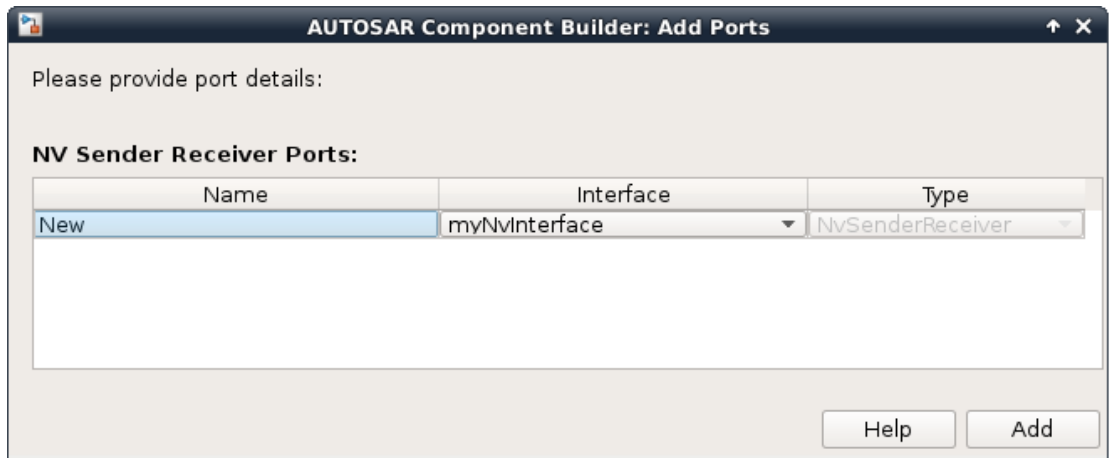 AUTOSAR Component Builder: Add Ports
Please provide port details:
NV Sender Receiver Ports:
Name Interface Type
New myNvInterface NvSenderReceiver
Help Add